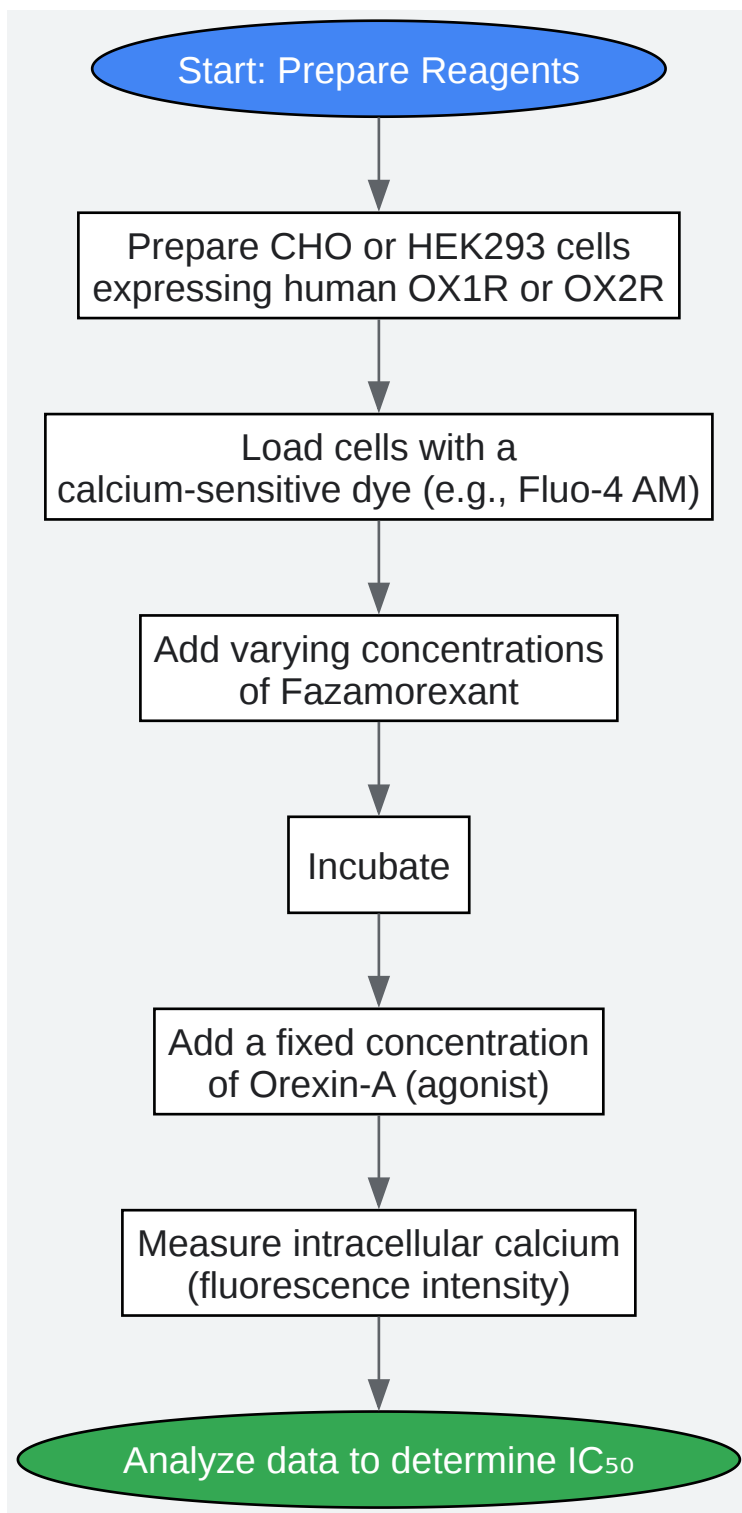 Start: Prepare Reagents
Prepare CHO or HEK293 cells
expressing human OX1R or OX2R
Load cells with a
calcium-sensitive dye (e.g., Fluo-4 AM)
Add varying concentrations
of Fazamorexant
Incubate
Add a fixed concentration
of Orexin-A (agonist)
Measure intracellular calcium
(fluorescence intensity)
Analyze data to determine IC₅₀